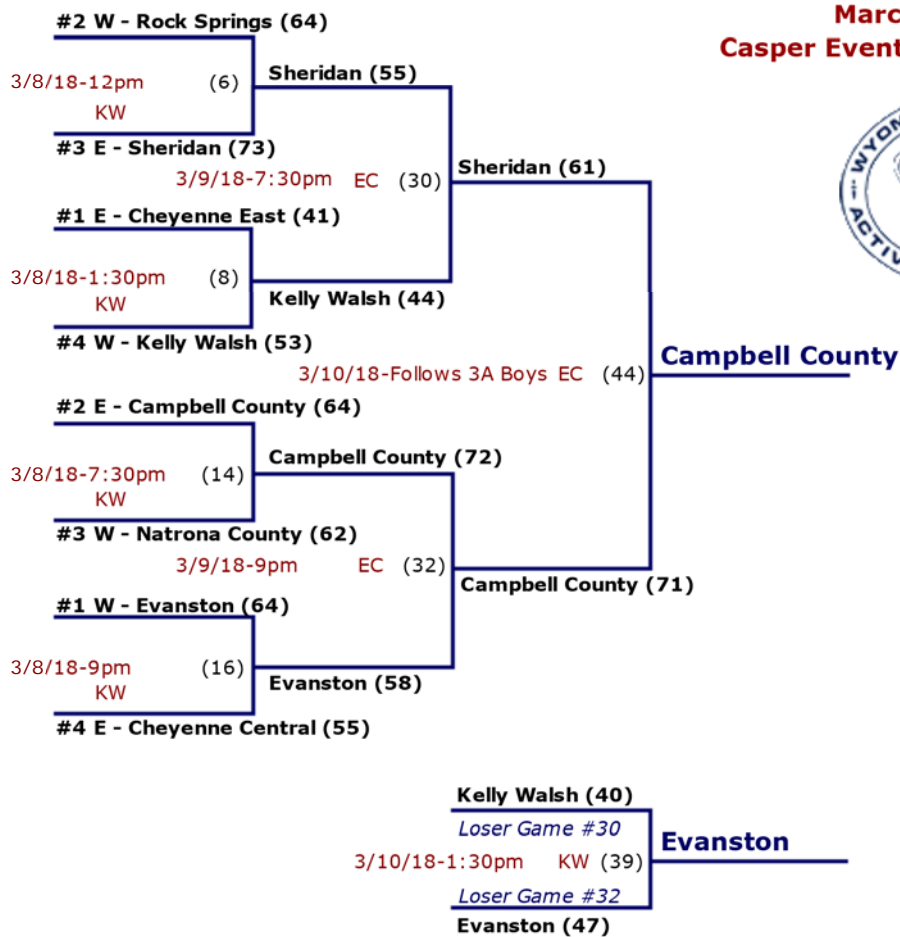 #2 W - Rock Springs (64)
Marc
Casper Event
3/8/18-12pm (6) Sheridan (55)
KW
#3 E - Sheridan (73)
3/9/18-7:30pm EC (30) Sheridan (61)
#1 E - Cheyenne East (41)
3/8/18-1:30pm (8)
KW Kelly Walsh (44)
#4 W - Kelly Walsh (53)
3/10/18-Follows 3A Boys EC (44) Campbell County
#2 E - Campbell County (64)
Campbell County (72)
3/8/18-7:30pm (14)
KW
#3 W - Natrona County (62)
3/9/18-9pm EC (32)
Campbell County (71)
#1 W - Evanston (64)
3/8/18-9pm (16)
KW Evanston (58)
#4 E - Cheyenne Central (55)
Kelly Walsh (40)
Loser Game #30
Evanston
3/10/18-1:30pm KW (39)
Loser Game #32
Evanston (47)
WYOM
ACTIV